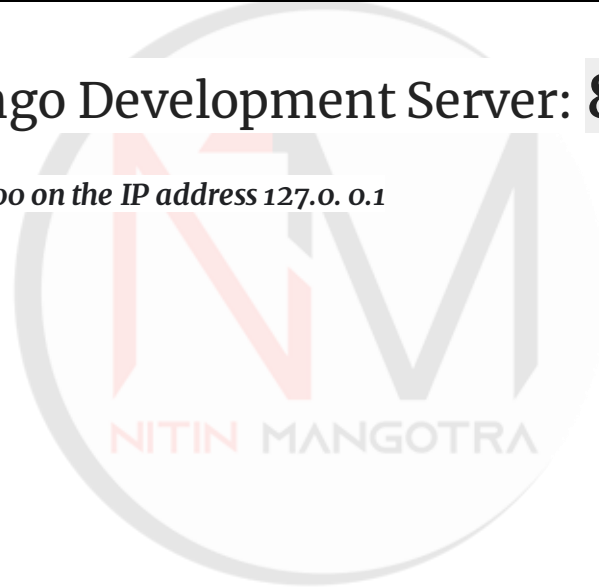 ngo Development Server: 8
00 on the IP address 127.0. 0.1
NITIN MANGOTRA